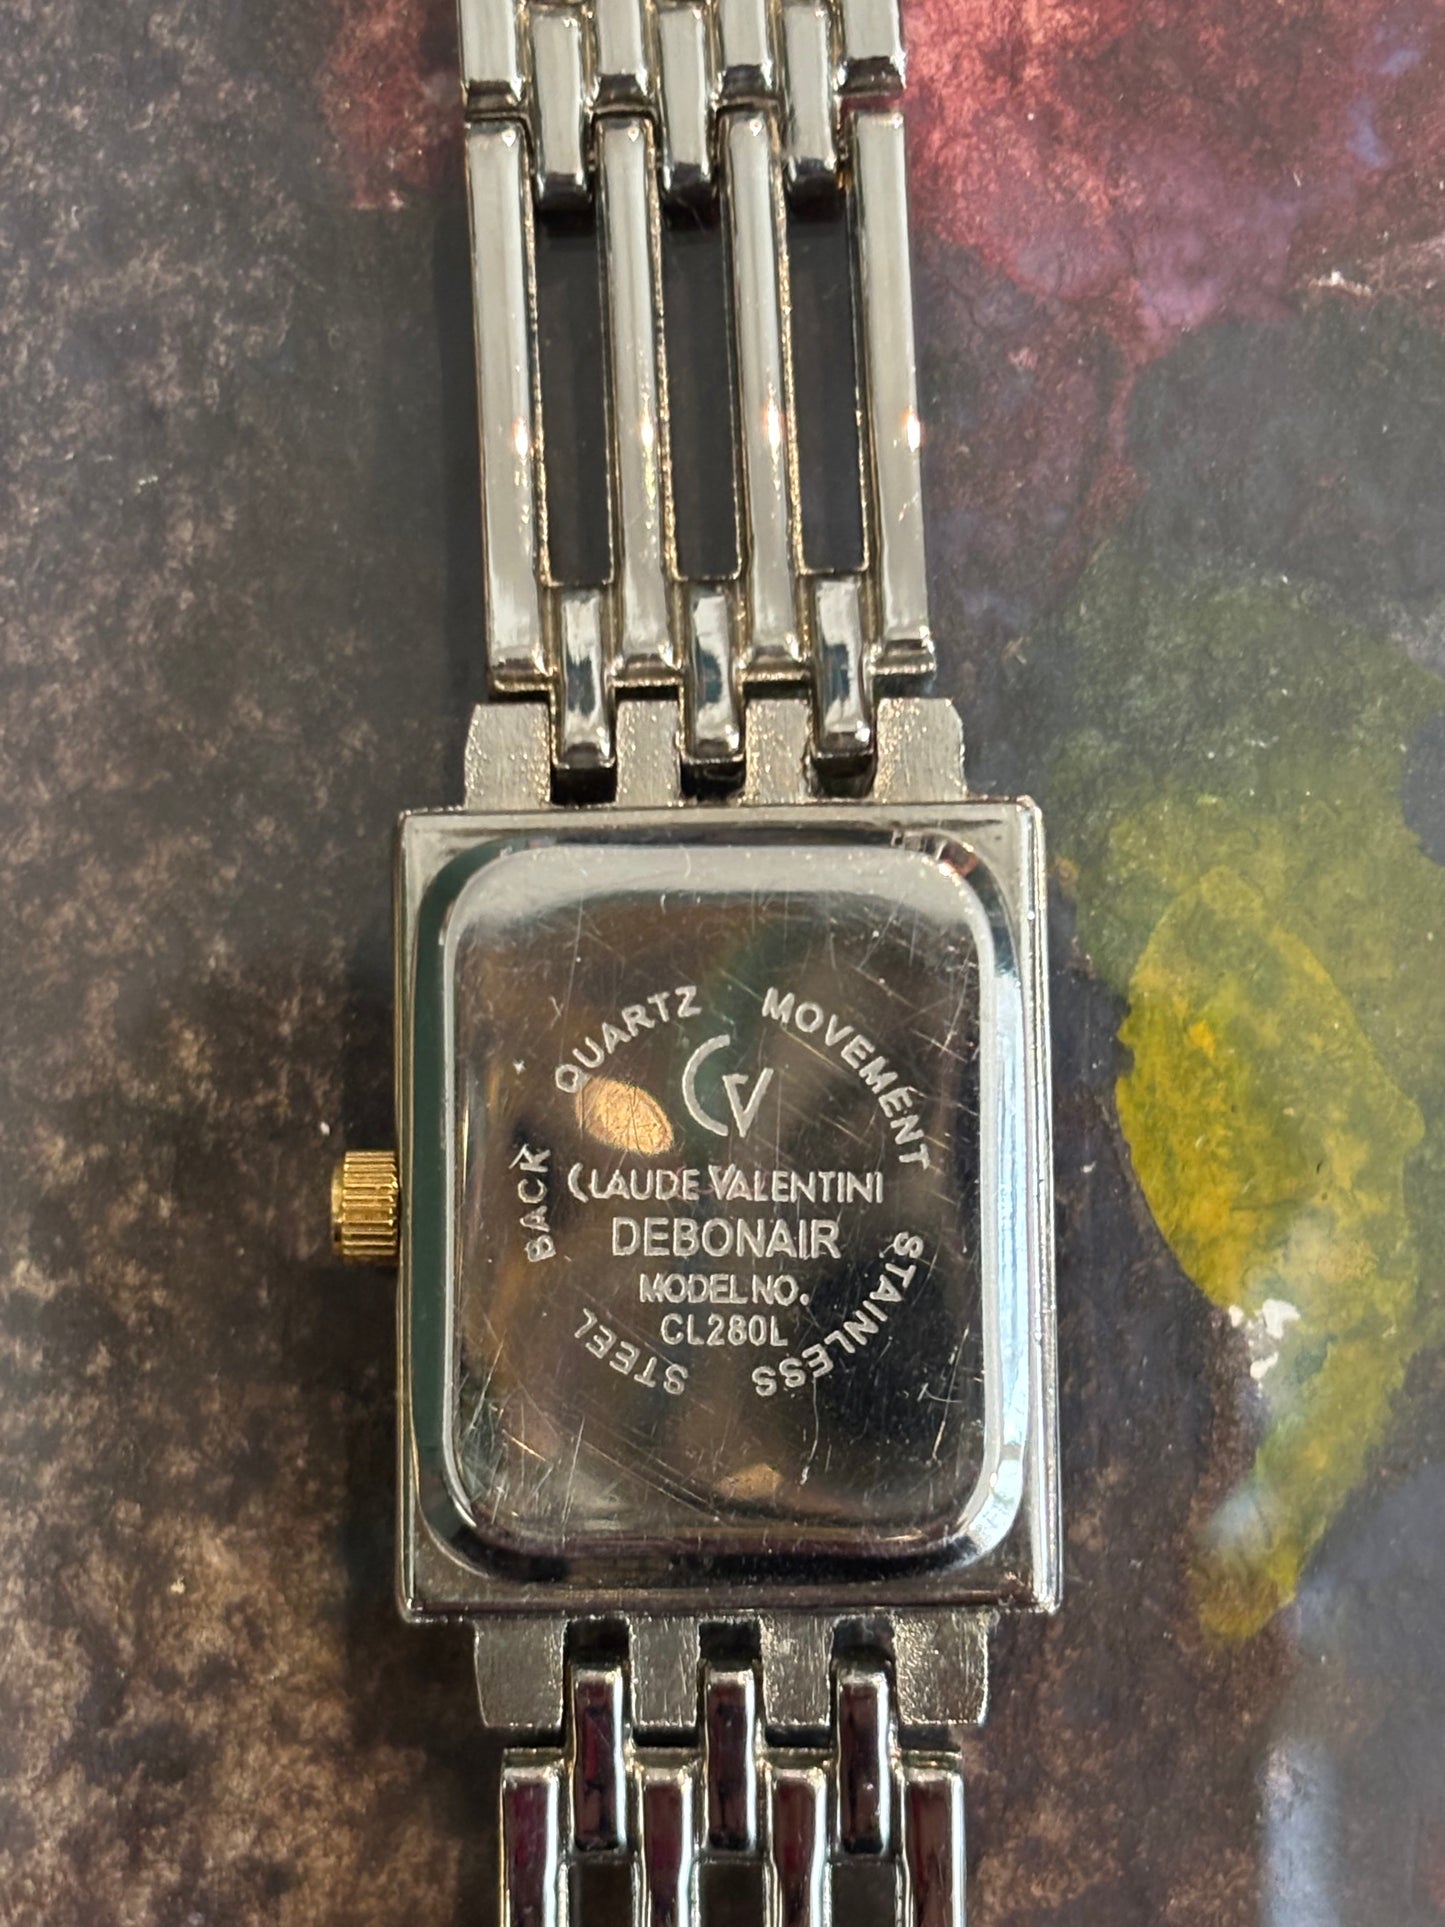 QUARTZ MOVEMENT
STAINLESS STEEL BACK
CV
CLAUDE VALENTINI
DEBONAIR
MODEL NO.
CL280L